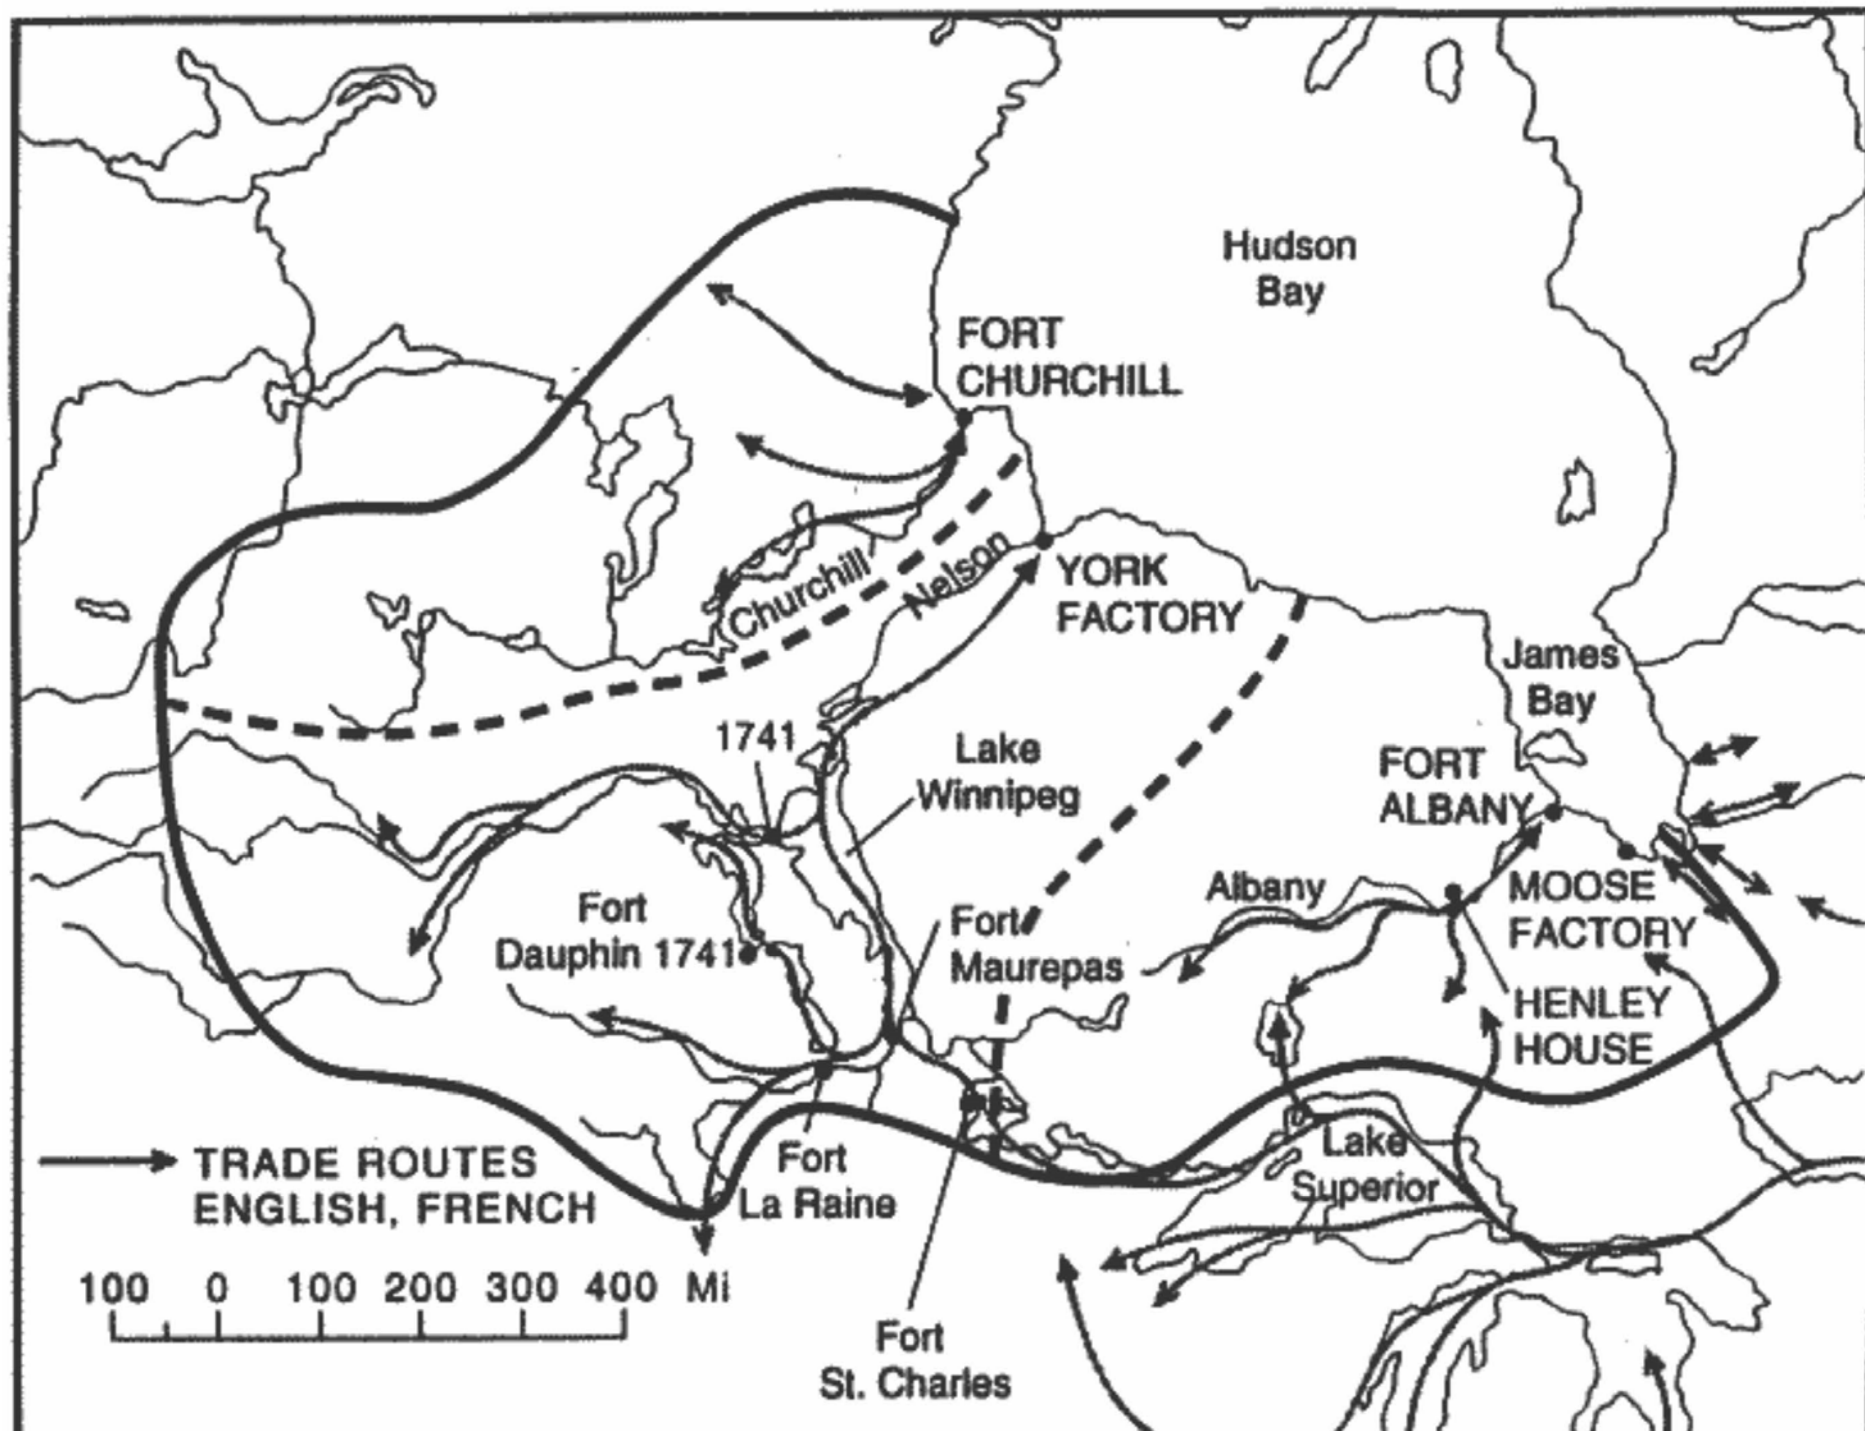 Hudson
Bay
FORT
CHURCHILL
Churchill
Nelson
YORK
FACTORY
James
Bay
1741
Lake
Winnipeg
FORT
ALBANY
Albany
MOOSE
FACTORY
Fort
Dauphin 1741
Fort
Maurepas
HENLEY
HOUSE
TRADE ROUTES
ENGLISH, FRENCH
Fort
La Raine
Lake
Superior
100 0 100 200 300 400 Mi
Fort
St. Charles